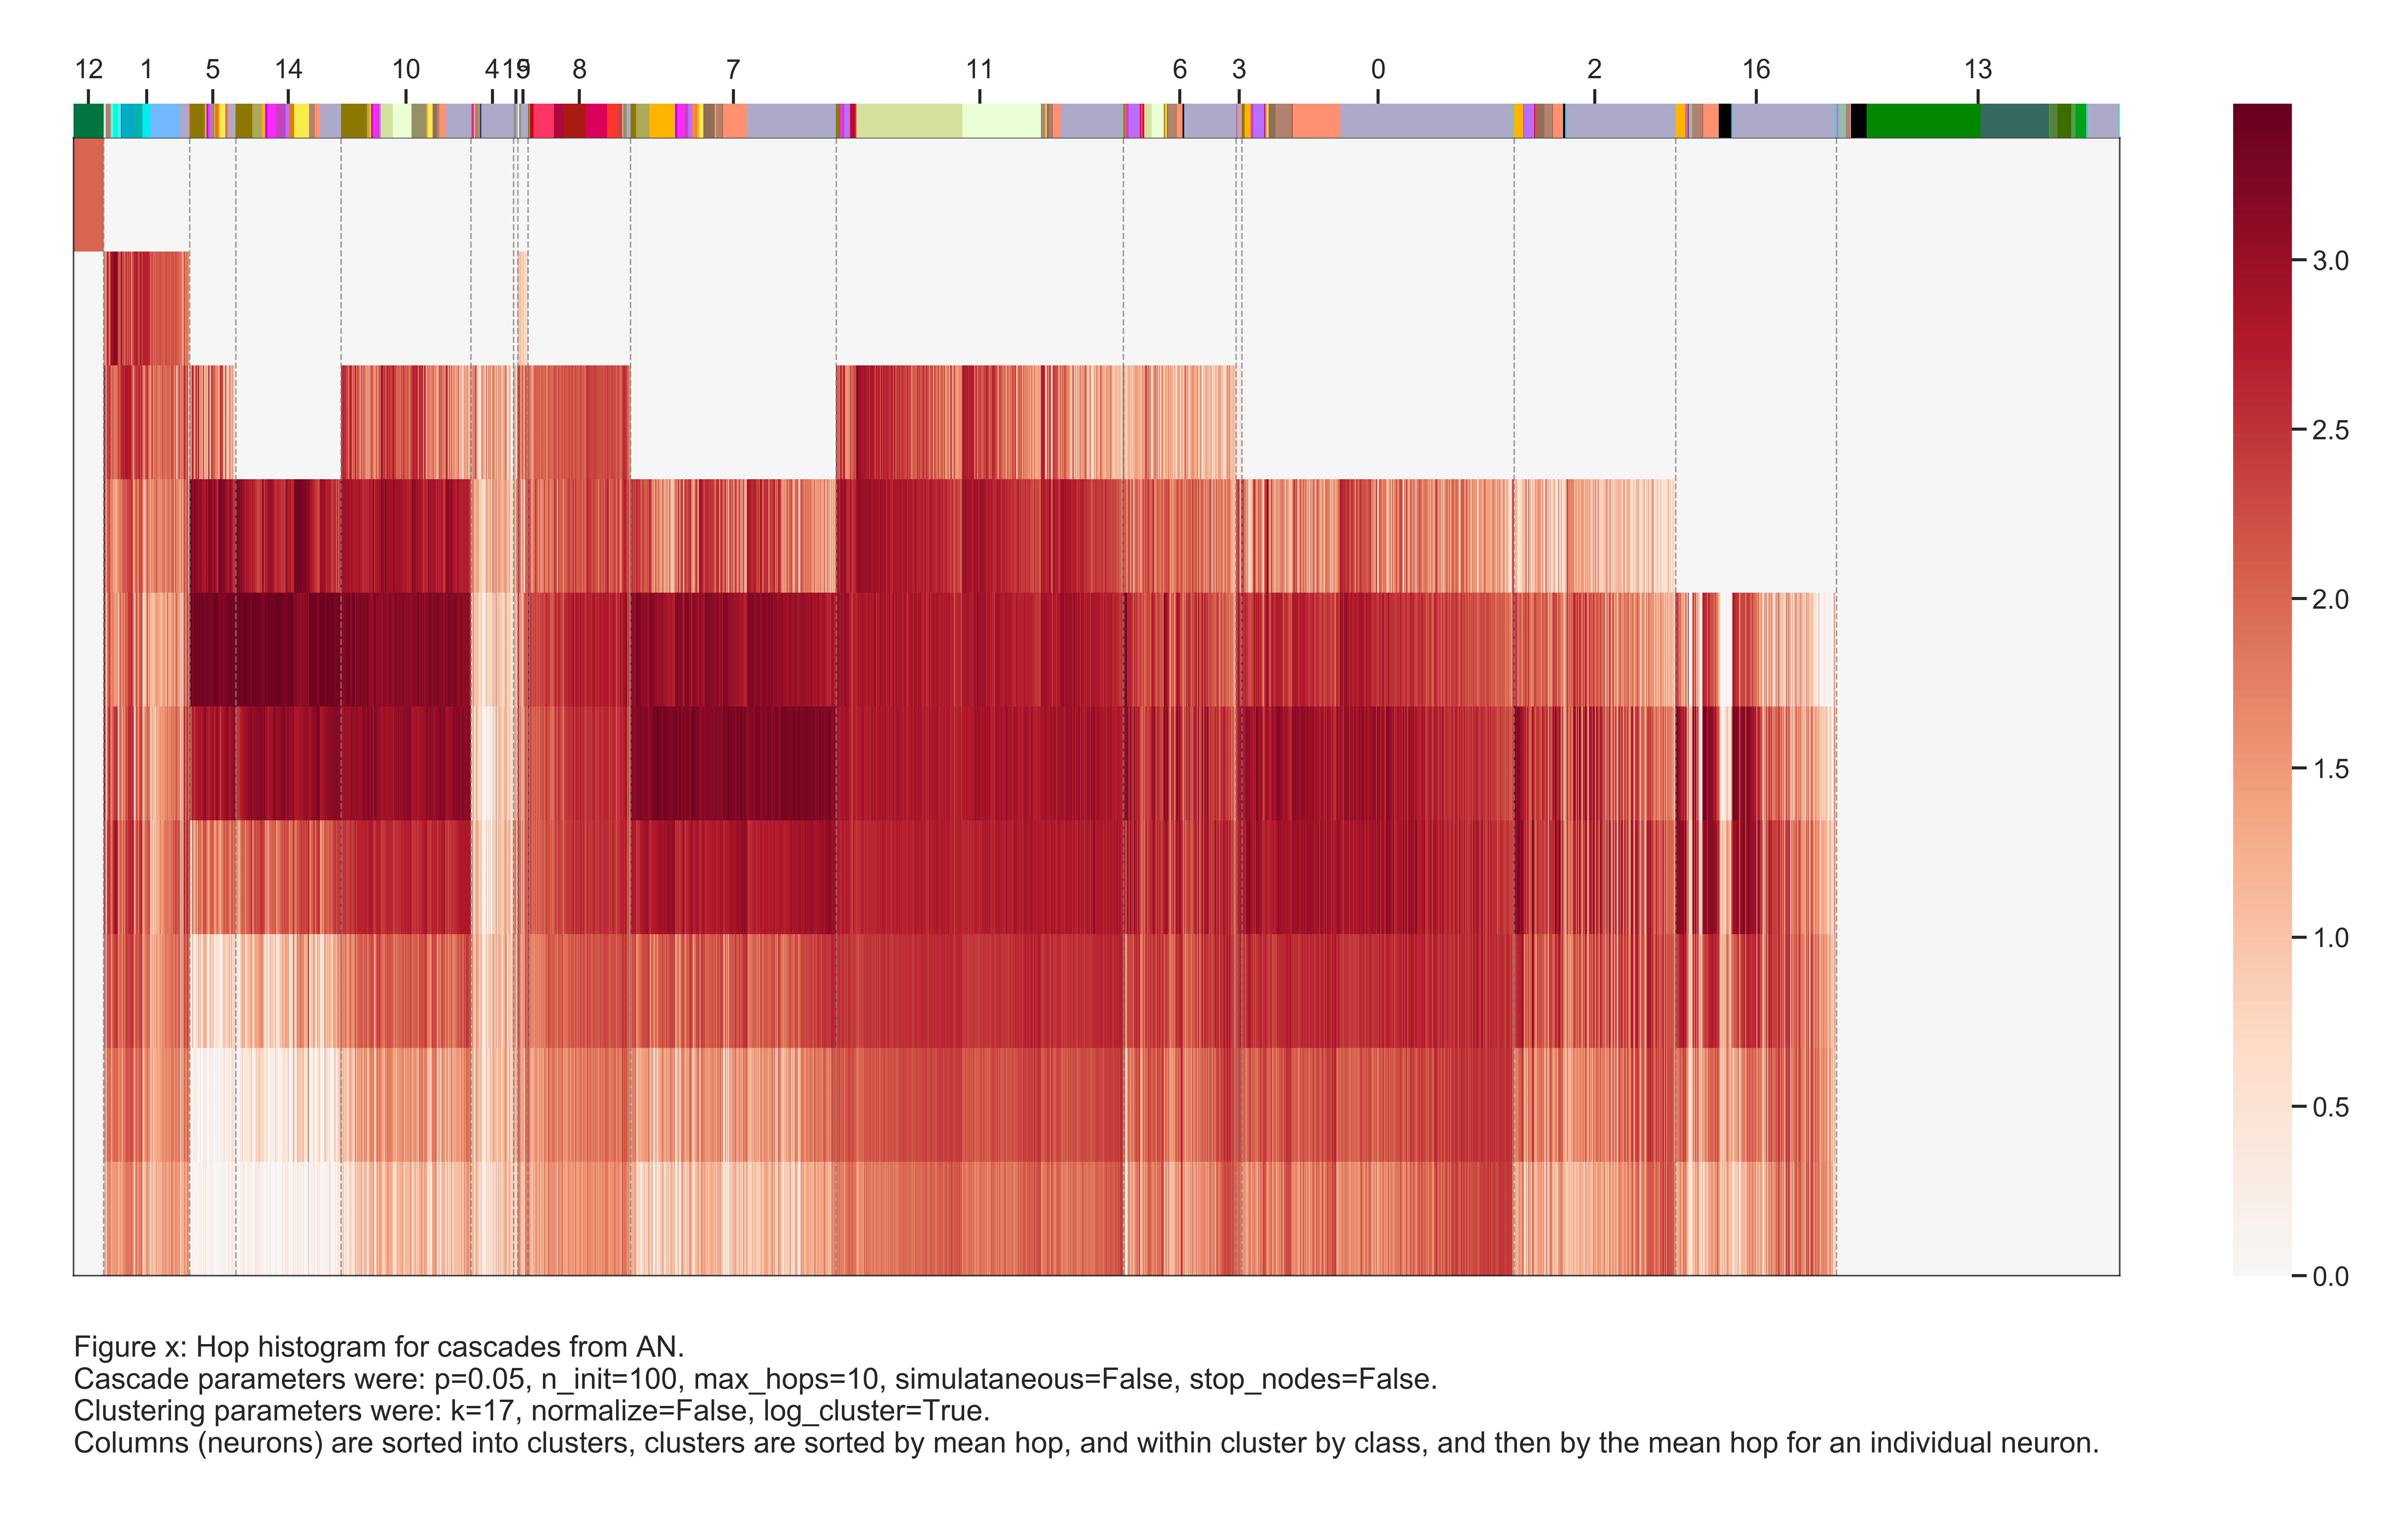 12 1 5 14 10 4 15 9 8 7 11 6 3 0 2 16 13
3.0
2.5
2.0
1.5
1.0
0.5
0.0
Figure x: Hop histogram for cascades from AN.
Cascade parameters were: p=0.05, n_init=100, max_hops=10, simulataneous=False, stop_nodes=False.
Clustering parameters were: k=17, normalize=False, log_cluster=True.
Columns (neurons) are sorted into clusters, clusters are sorted by mean hop, and within cluster by class, and then by the mean hop for an individual neuron.